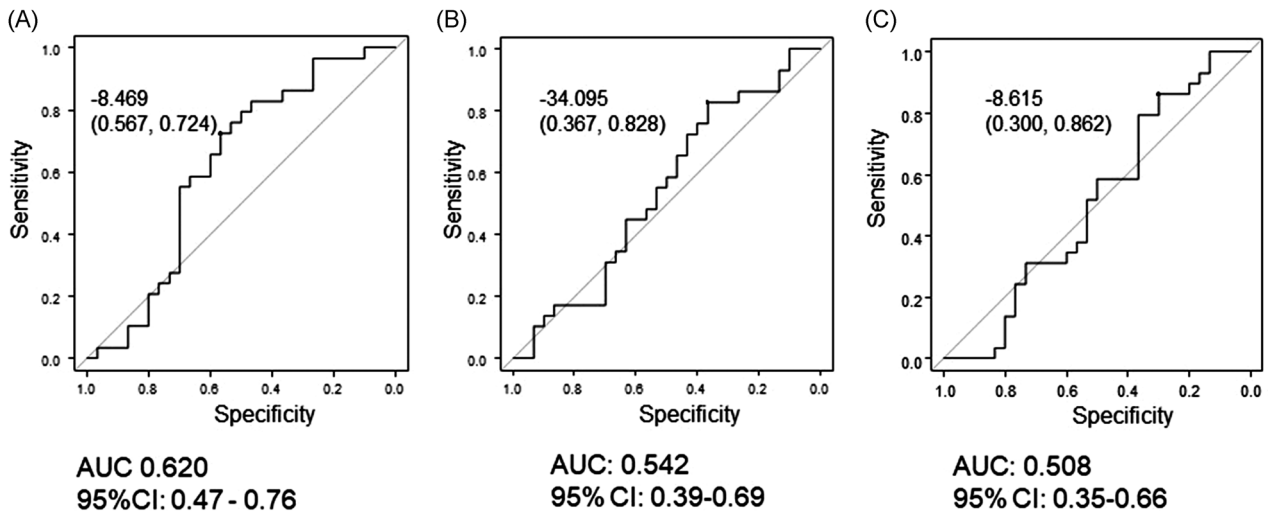 (A)
1.0
0.8
0.6
0.4
0.2
0.0
Sensitivity
-8.469
(0.567, 0.724)
1.0 0.8 0.6 0.4 0.2 0.0
Specificity
AUC 0.620
95%CI: 0.47 - 0.76
(B)
1.0
0.8
0.6
0.4
0.2
0.0
Sensitivity
-34.095
(0.367, 0.828)
1.0 0.8 0.6 0.4 0.2 0.0
Specificity
AUC: 0.542
95% CI: 0.39-0.69
(C)
1.0
0.8
0.6
0.4
0.2
0.0
Sensitivity
-8.615
(0.300, 0.862)
1.0 0.8 0.6 0.4 0.2 0.0
Specificity
AUC: 0.508
95% CI: 0.35-0.66